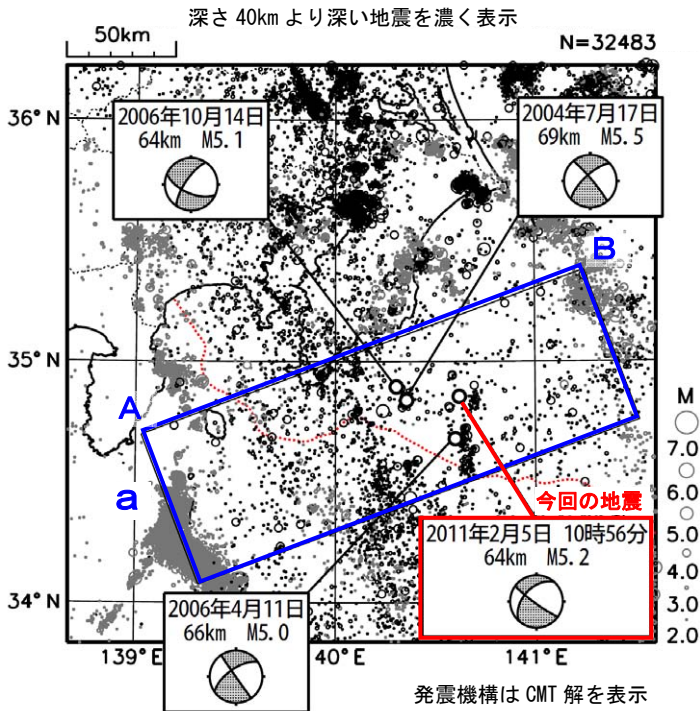 深さ 40km より深い地震を濃く表示
50km
N=32483
36°N
2006年10月14日
64km M5.1
2004年7月17日
69km M5.5
B
35°N
A
M
7.0
6.0
5.0
4.0
3.0
2.0
a
今回の地震
2011年2月5日 10時56分
64km M5.2
34°N
2006年4月11日
66km M5.0
139°E
140°E
141°E
発震機構は CMT 解を表示